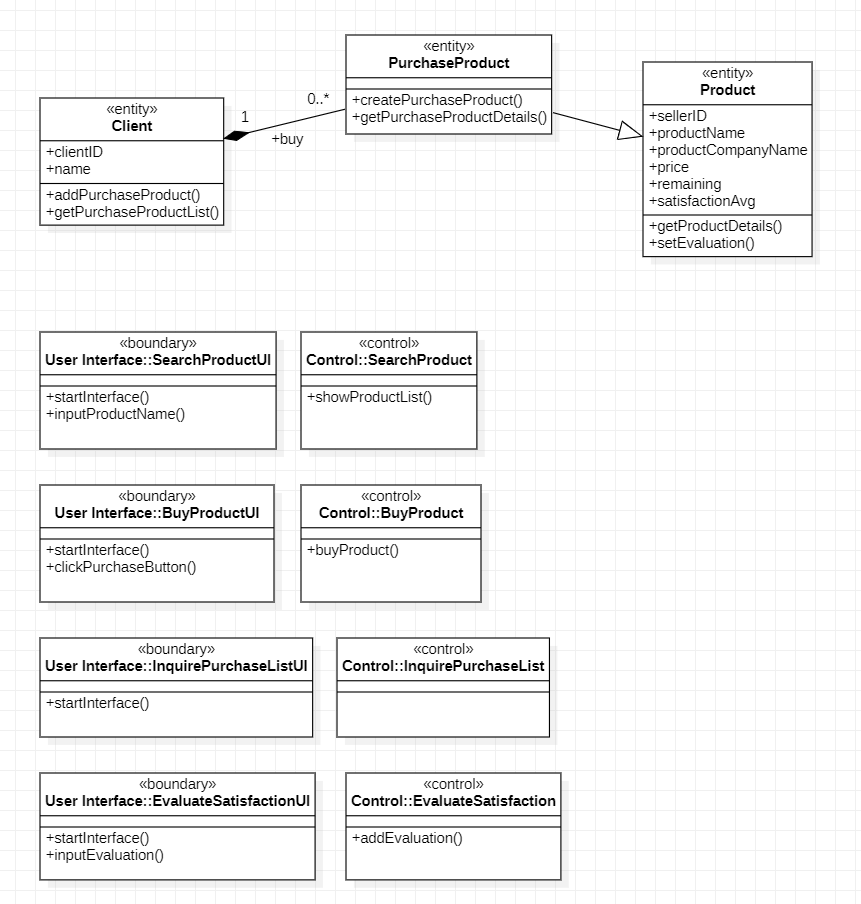 «entity»
PurchaseProduct
+createPurchaseProduct()
+getPurchaseProductDetails()
«entity»
Product
+sellerID
+productName
+productCompanyName
+price
+remaining
+satisfactionAvg
+getProductDetails()
+setEvaluation()
«entity»
Client
+clientID
+name
+addPurchaseProduct()
+getPurchaseProductList()
1
0..*
+buy
«boundary»
User Interface::SearchProductUI
+startInterface()
+inputProductName()
«control»
Control::SearchProduct
+showProductList()
«boundary»
User Interface::BuyProductUI
+startInterface()
+clickPurchaseButton()
«control»
Control::BuyProduct
+buyProduct()
«boundary»
User Interface::InquirePurchaseListUI
+startInterface()
«control»
Control::InquirePurchaseList
«boundary»
User Interface::EvaluateSatisfactionUI
+startInterface()
+inputEvaluation()
«control»
Control::EvaluateSatisfaction
+addEvaluation()